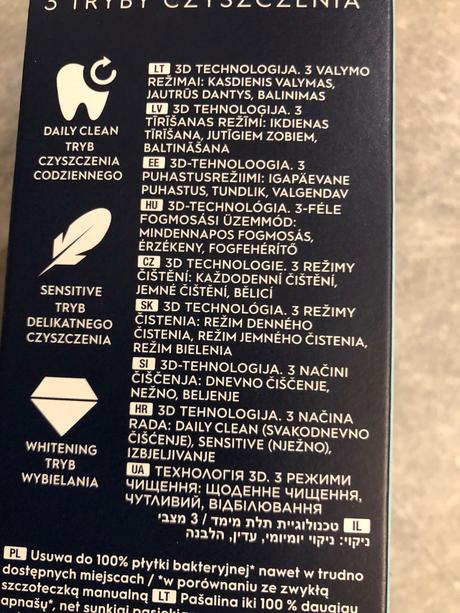 3 TRYBY CZYSZCZENIA
DAILY CLEAN
TRYB
CZYSZCZENIA
CODZIENNEGO
SENSITIVE
TRYB
DELIKATNEGO
CZYSZCZENIA
WHITENING
TRYB
WYBIELANIA
LT 3D TECHNOLOGIJA. 3 VALYMO
REŽIMAI: KASDIENIS VALYMAS,
JAUTRŪS DANTYS, BALINIMAS
LV 3D TEHNOLOĢIJA. 3
TĪRĪŠANAS REŽĪMI: IKDIENAS
TĪRĪŠANA, JUTĪGIEM ZOBIEM,
BALTINĀŠANA
EE 3D-TEHNOLOOGIA. 3
PUHASTUSREŽIIMI: IGAPÄEVANE
PUHASTUS, TUNDLIK, VALGENDAV
HU 3D-TECHNOLÓGIA. 3-FÉLE
FOGMOSÁSI ÜZEMMÓD:
MINDENNAPOS FOGMOSÁS,
ÉRZÉKENY, FOGFEHÉRÍTŐ
CZ 3D TECHNOLOGIE. 3 REŽIMY
ČIŠTĚNÍ: KAŽDODENNÍ ČIŠTĚNÍ,
JEMNÉ ČIŠTĚNÍ, BĚLICÍ
SK 3D TECHNOLÓGIA. 3 REŽIMY
ČISTENIA: REŽIM DENNÉHO
ČISTENIA, REŽIM JEMNÉHO ČISTENIA,
REŽIM BIELENIA
SI 3D-TEHNOLOGIJA. 3 NAČINI
ČIŠČENJA: DNEVNO ČIŠČENJE,
NEŽNO, BELJENJE
HR 3D TEHNOLOGIJA. 3 NAČINA
RADA: DAILY CLEAN (SVAKODNEVNO
ČIŠĆENJE), SENSITIVE (NJEŽNO),
IZBJELJIVANJE
UA ТЕХНОЛОГІЯ 3D. 3 РЕЖИМИ
ЧИЩЕННЯ: ЩОДЕННЕ ЧИЩЕННЯ,
ЧУТЛИВИЙ, ВІДБІЛЮВАННЯ
IL טכנולוגיית תלת מימד / 3 מצבי
ניקוי: ניקוי יומיומי, עדין, הלבנה
PL Usuwa do 100% płytki bakteryjnej* nawet w trudno
dostępnych miejscach / *w porównaniu ze zwykłą
szczoteczką manualną LT Pašalina iki 100 % daugiau
apnašų*, net sunkiai